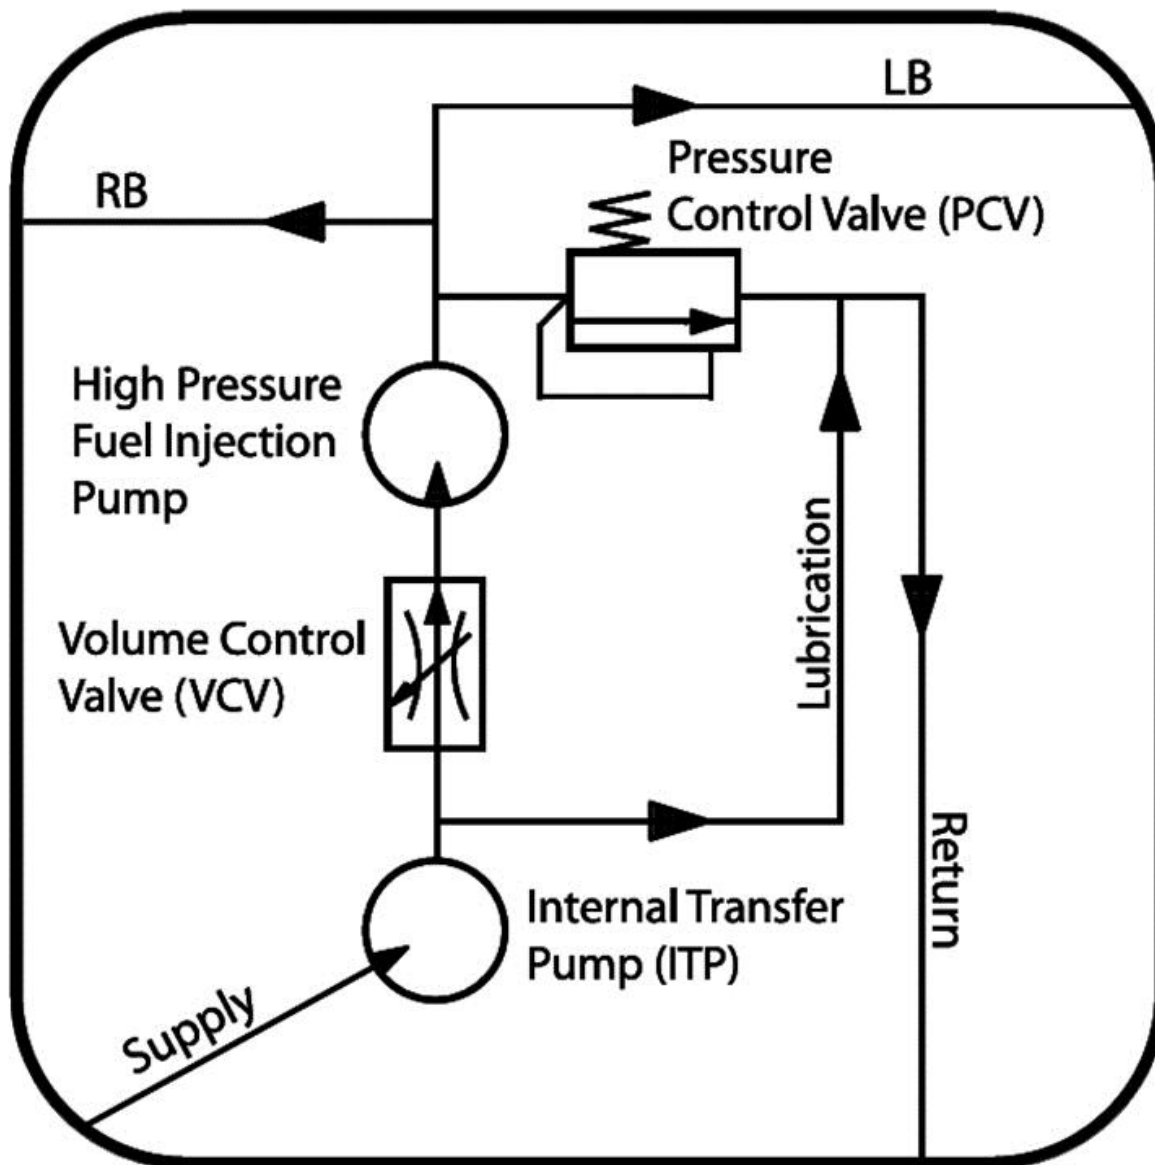 LB
RB
Pressure
Control Valve (PCV)
High Pressure
Fuel Injection
Pump
Volume Control
Valve (VCV)
Lubrication
Return
Internal Transfer
Pump (ITP)
Supply